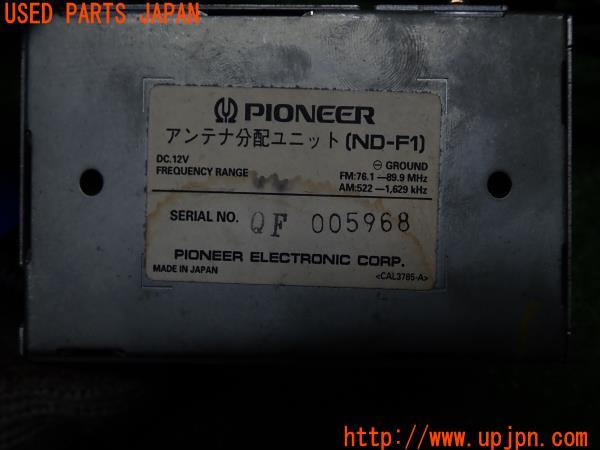 USED PARTS JAPAN
PIONEER
アンテナ分配ユニット (ND-F1)
DC.12V
⊖ GROUND
FREQUENCY RANGE
FM:76.1 —89.9 MHz
AM:522—1,629 kHz
SERIAL NO. QF 005968
PIONEER ELECTRONIC CORP.
MADE IN JAPAN
<CAL3785-A>
http://www.upjpn.com/